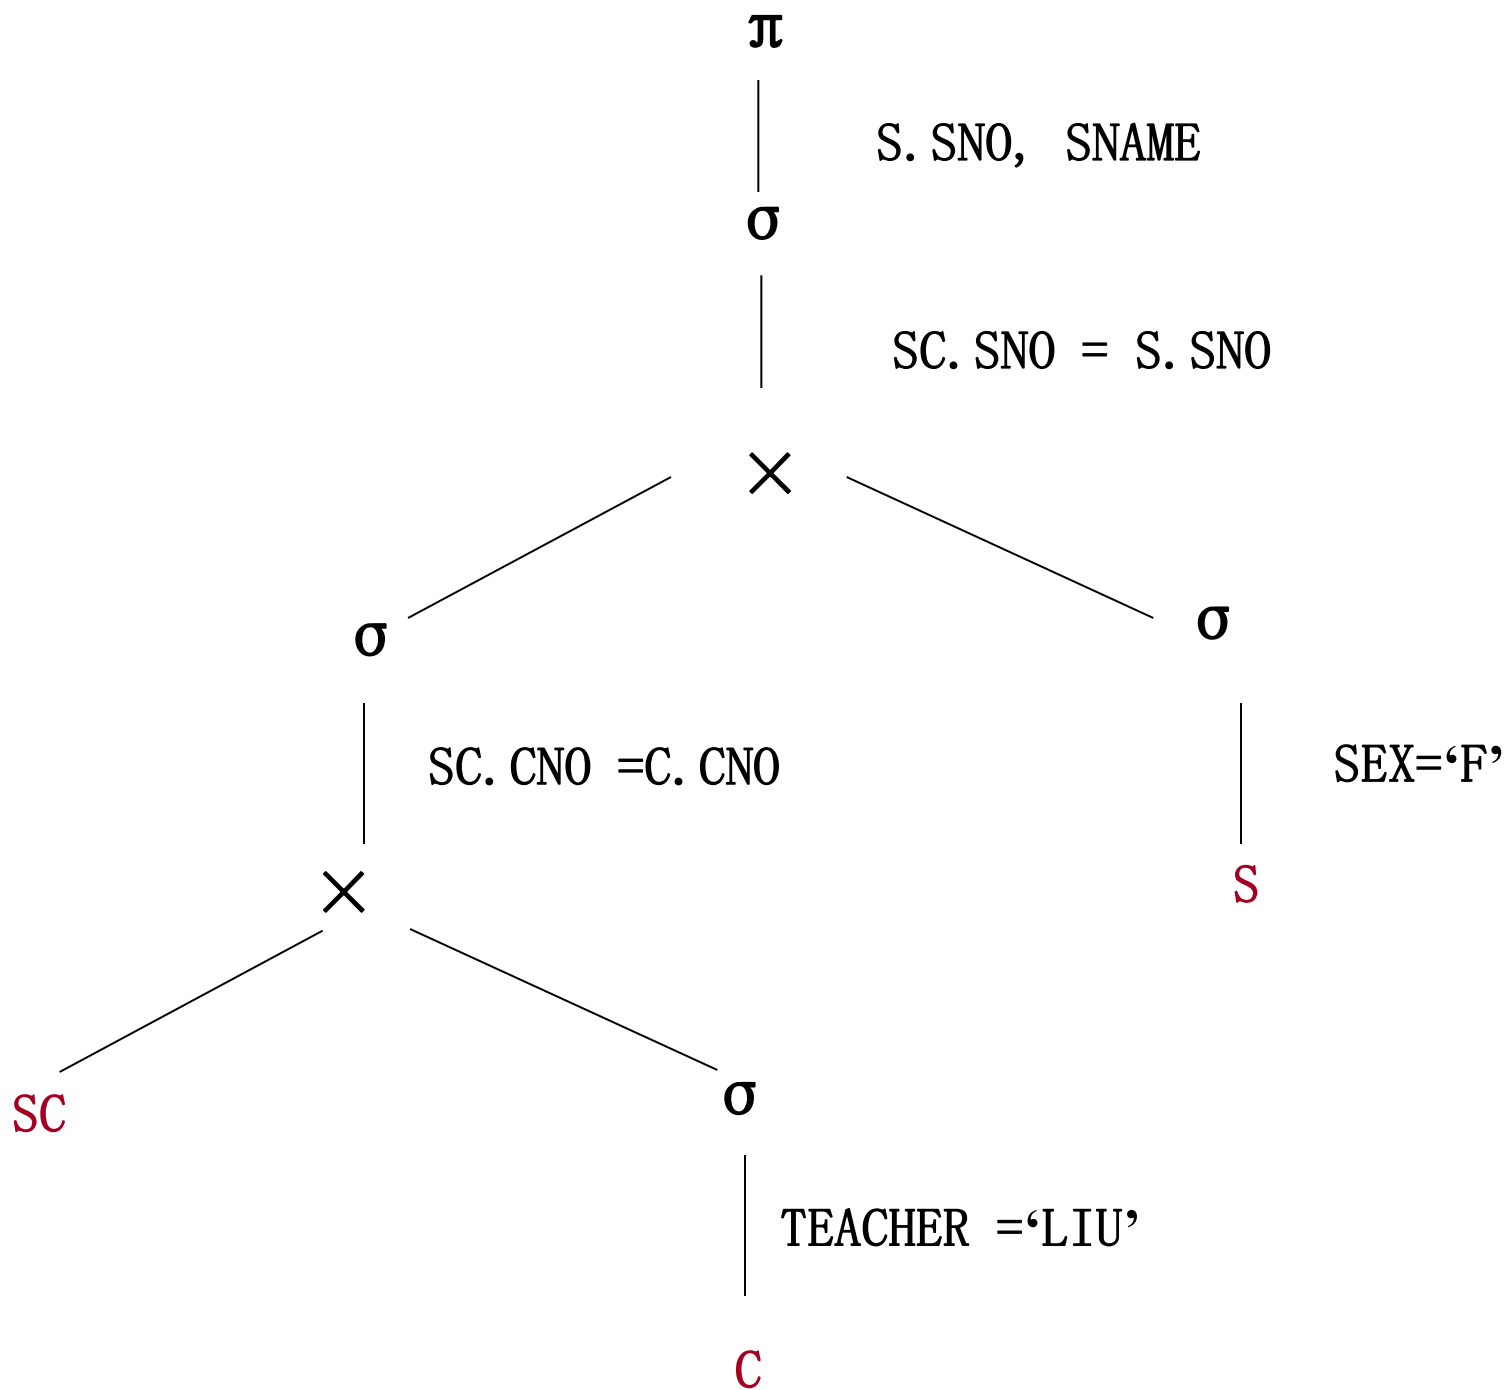 π
S.SNO, SNAME
σ
SC.SNO = S.SNO
×
σ
σ
SC.CNO =C.CNO
SEX=‘F’
×
S
SC
σ
TEACHER =‘LIU’
C